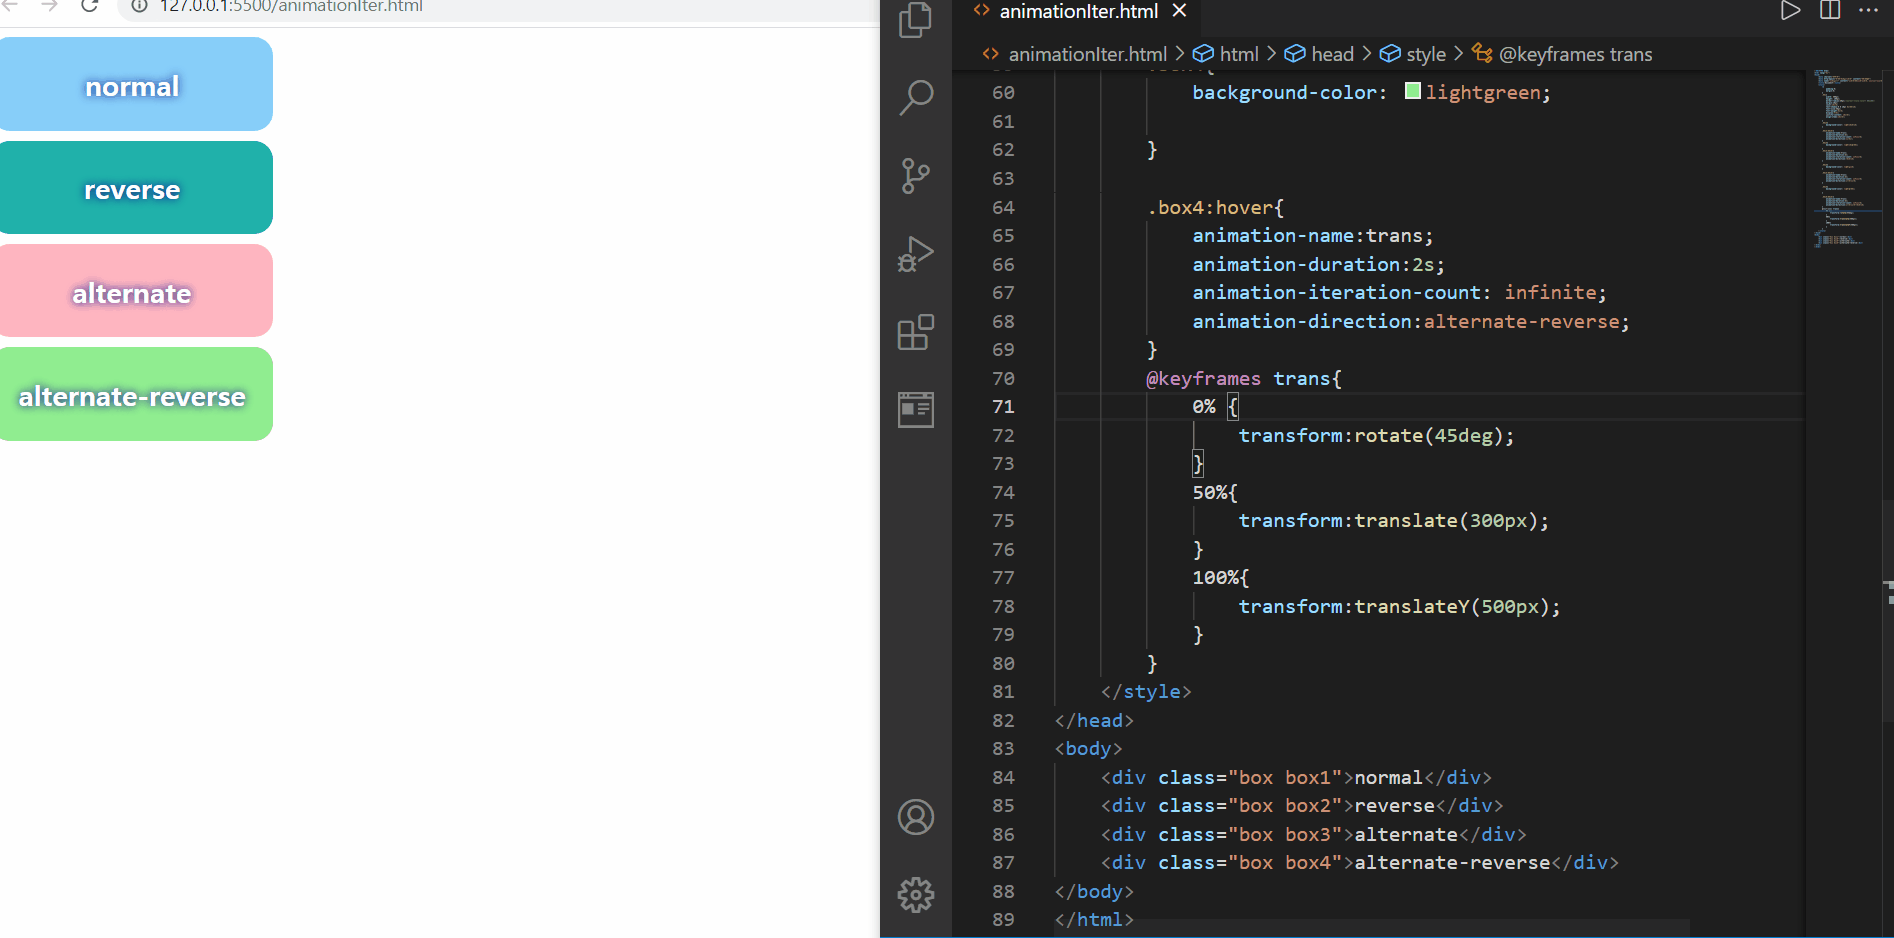 127.0.0.1:5500/animationIter.html
normal
reverse
alternate
alternate-reverse
animationIter.html
animationIter.html > html > head > style > @keyframes trans
60 background-color: lightgreen;
61
62 }
63
64 .box4:hover{
65 animation-name:trans;
66 animation-duration:2s;
67 animation-iteration-count: infinite;
68 animation-direction:alternate-reverse;
69 }
70 @keyframes trans{
71 0% {
72 transform:rotate(45deg);
73 }
74 50%{
75 transform:translate(300px);
76 }
77 100%{
78 transform:translateY(500px);
79 }
80 }
81 </style>
82 </head>
83 <body>
84 <div class="box box1">normal</div>
85 <div class="box box2">reverse</div>
86 <div class="box box3">alternate</div>
87 <div class="box box4">alternate-reverse</div>
88 </body>
89 </html>